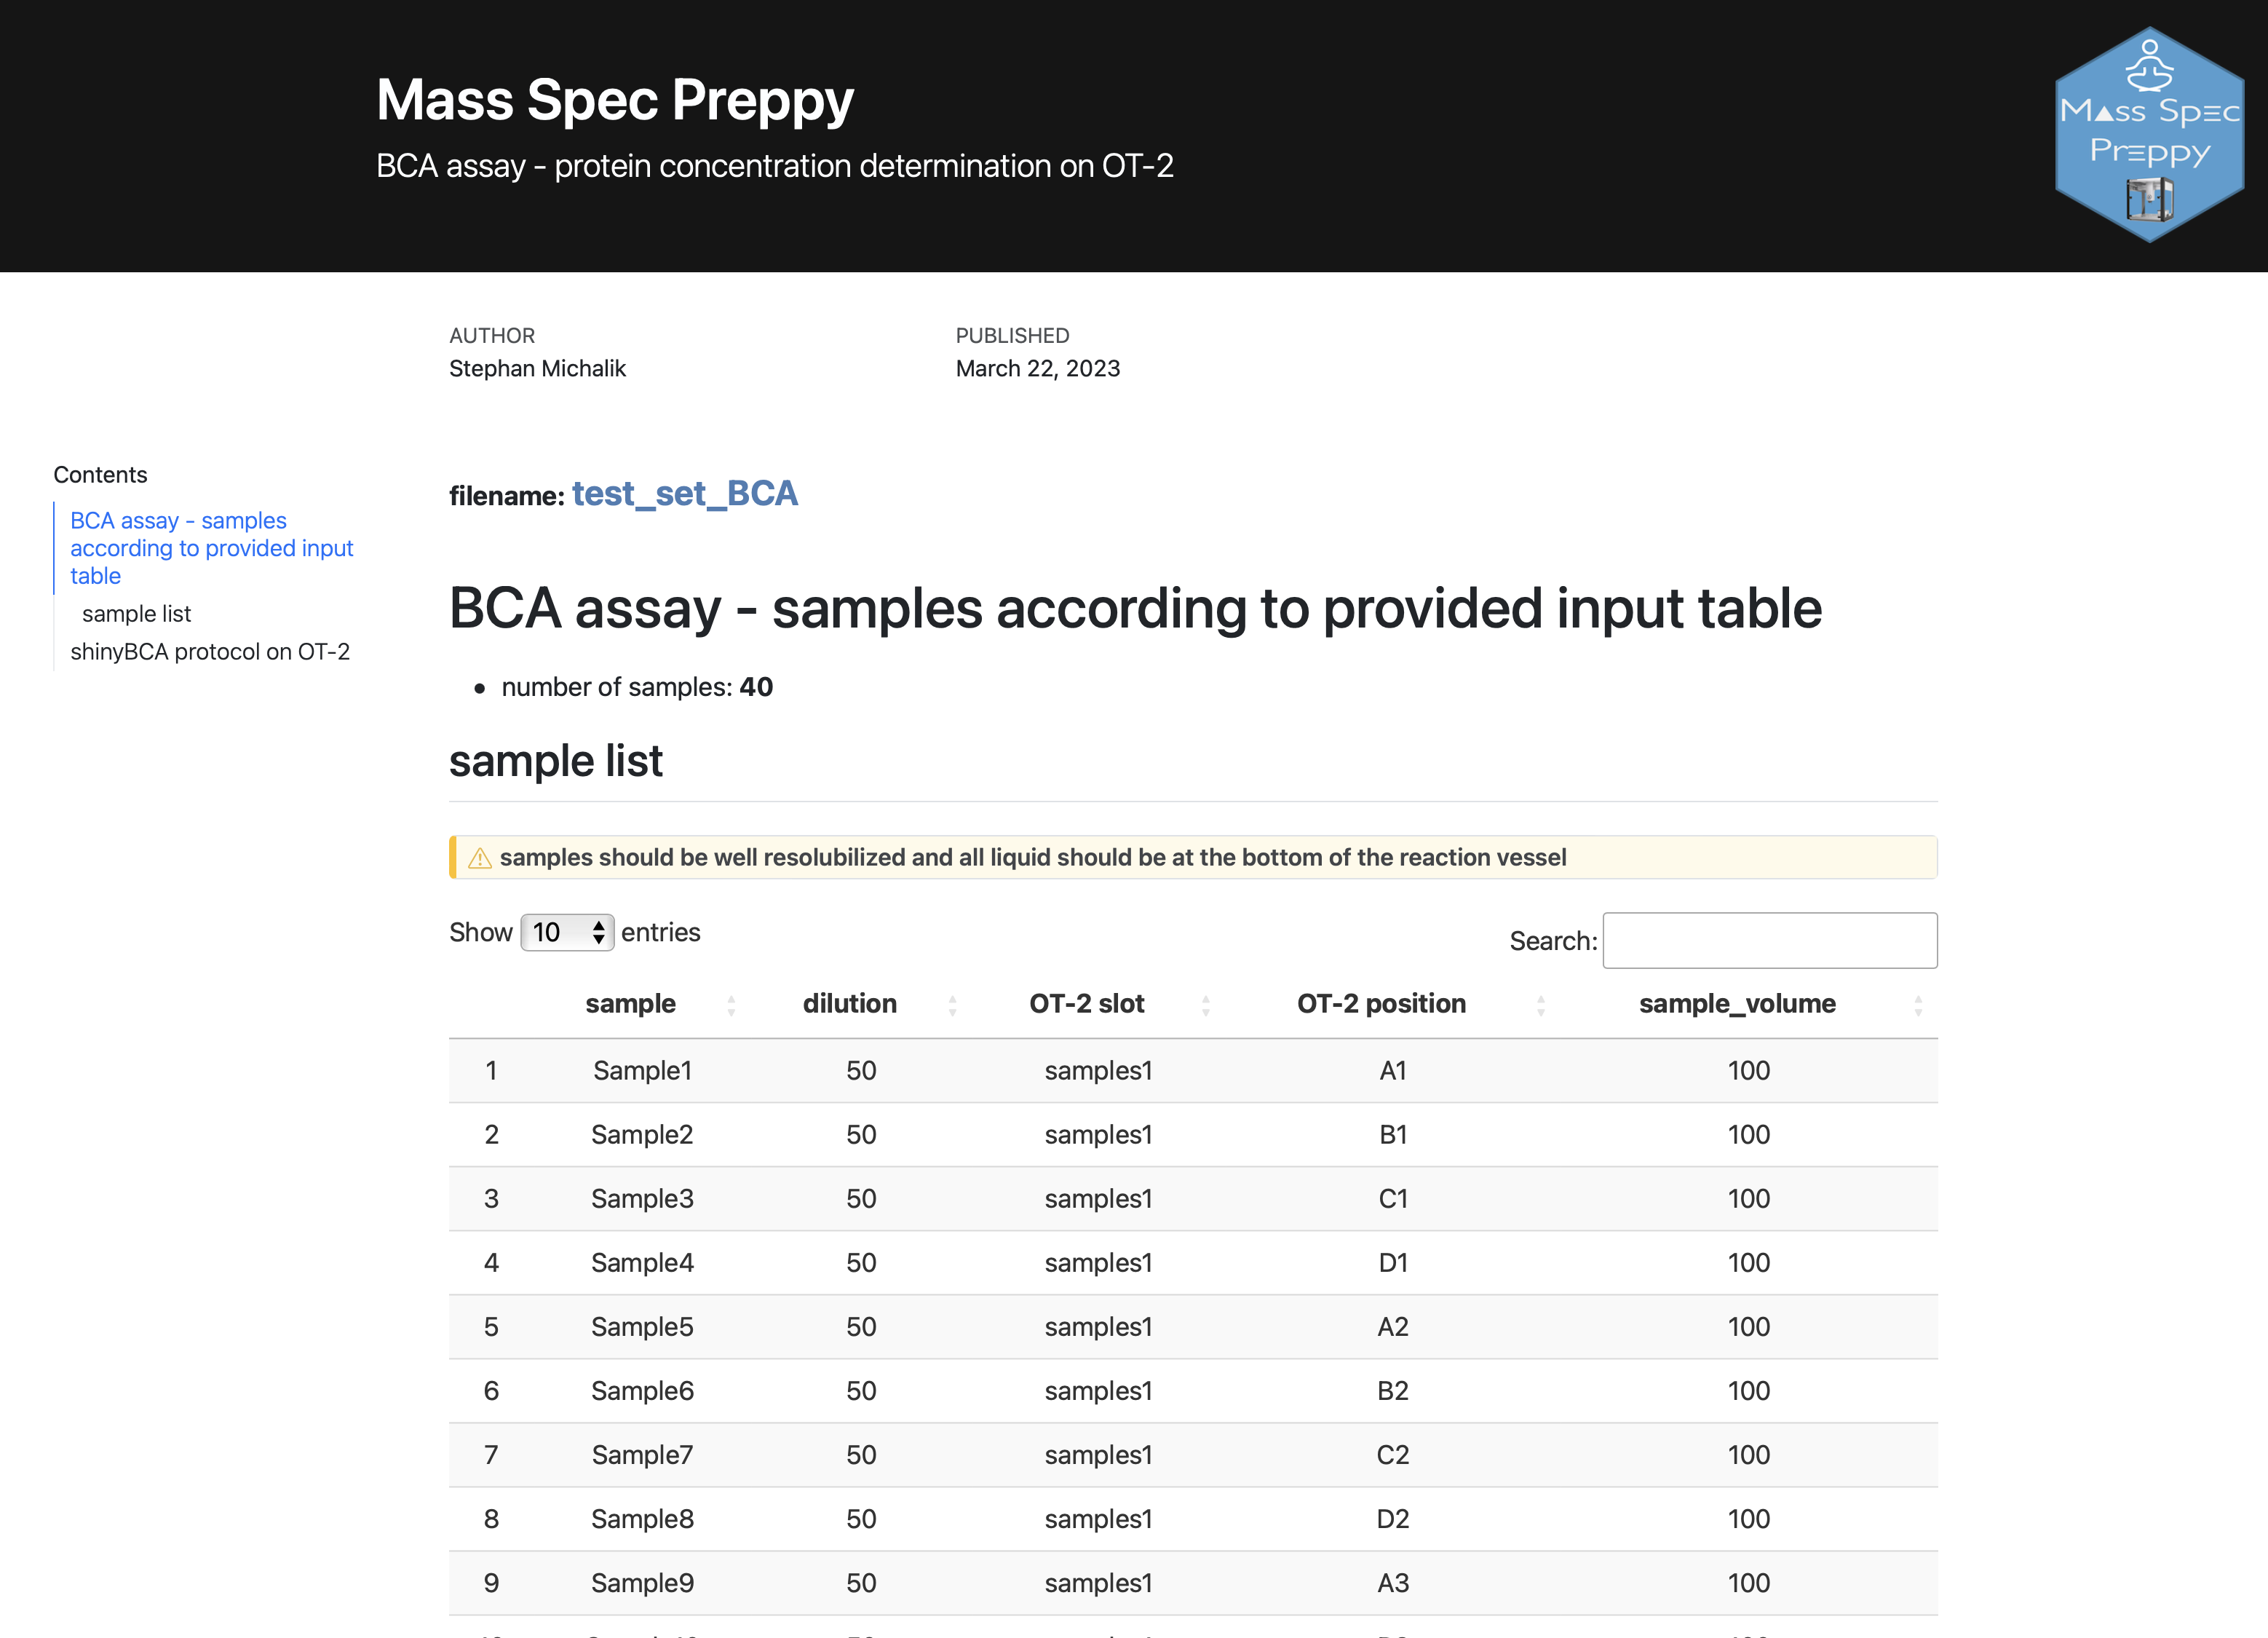 Mass Spec Preppy
BCA assay - protein concentration determination on OT-2
Mass Spec
Preppy
AUTHOR
Stephan Michalik
PUBLISHED
March 22, 2023
Contents
BCA assay - samples
according to provided input
table
sample list
shinyBCA protocol on OT-2
filename: test_set_BCA
BCA assay - samples according to provided input table
• number of samples: 40
sample list
samples should be well resolubilized and all liquid should be at the bottom of the reaction vessel
Show 10 entries
Search:
sample dilution OT-2 slot OT-2 position sample_volume
1 Sample1 50 samples1 A1 100
2 Sample2 50 samples1 B1 100
3 Sample3 50 samples1 C1 100
4 Sample4 50 samples1 D1 100
5 Sample5 50 samples1 A2 100
6 Sample6 50 samples1 B2 100
7 Sample7 50 samples1 C2 100
8 Sample8 50 samples1 D2 100
9 Sample9 50 samples1 A3 100